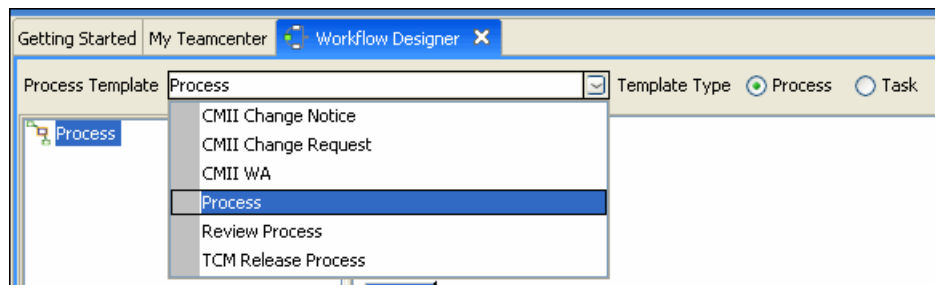 Getting Started My Teamcenter Workflow Designer
Process Template Process Template Type Process Task
Process
CMII Change Notice
CMII Change Request
CMII WA
Process
Review Process
TCM Release Process